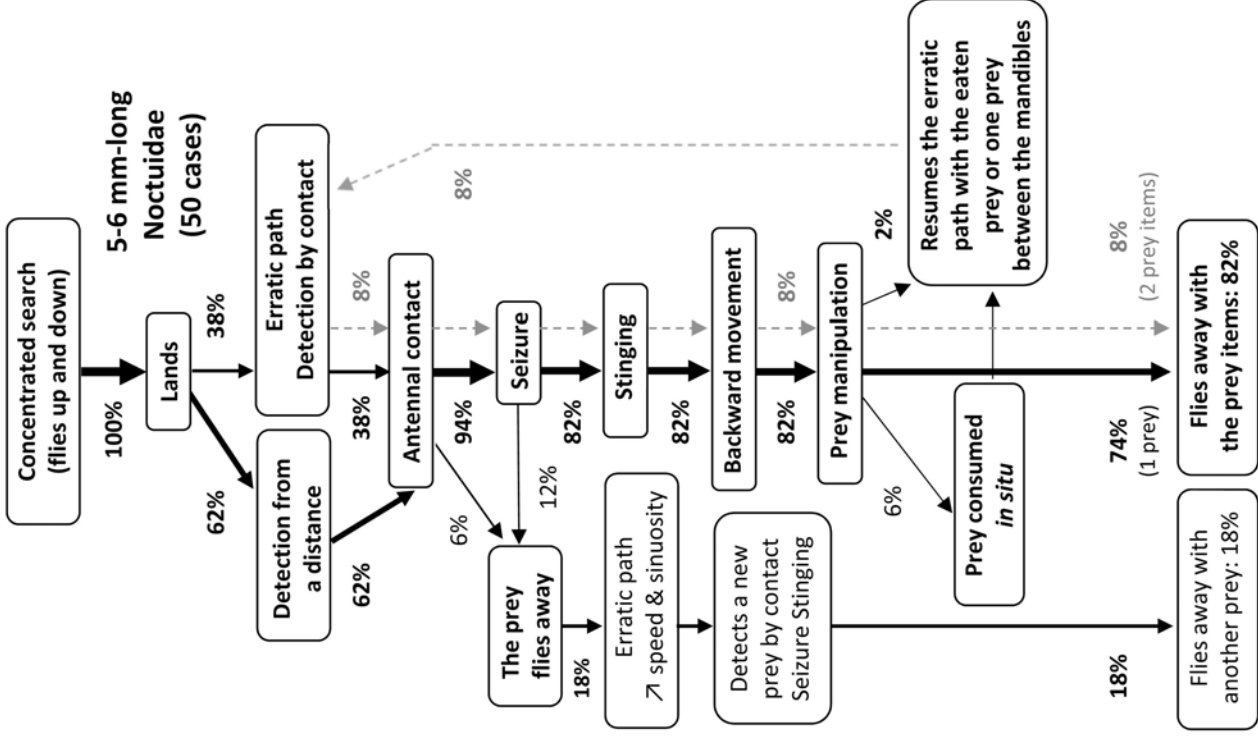 Concentrated search
(flies up and down)
5-6 mm-long
Noctuidae
(50 cases)
100%
Lands
62%
38%
Detection from
a distance
Erratic path
Detection by contact
62%
38%
8%
8%
Antennal contact
6%
94%
The prey
flies away
12%
Seizure
18%
82%
Erratic path
↗ speed & sinuosity
Stinging
82%
Detects a new
prey by contact
Seizure Stinging
Backward movement
82%
8%
Prey manipulation
6%
2%
Prey consumed
in situ
Resumes the erratic
path with the eaten
prey or one prey
between the mandibles
18%
74%
(1 prey)
8%
(2 prey items)
Flies away with
another prey: 18%
Flies away with
the prey items: 82%